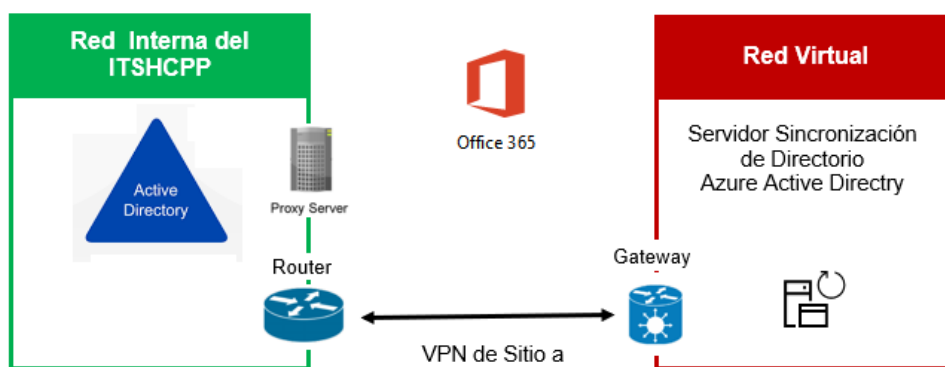 Red Interna del
ITSHCPP
Active
Directory
Proxy Server
Router
Office 365
VPN de Sitio a
Gateway
Red Virtual
Servidor Sincronización
de Directorio
Azure Active Directry